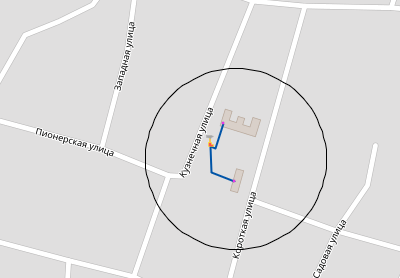 Западная улица
Пионерская улица
Кузнечная улица
Короткая улица
Садовая улица